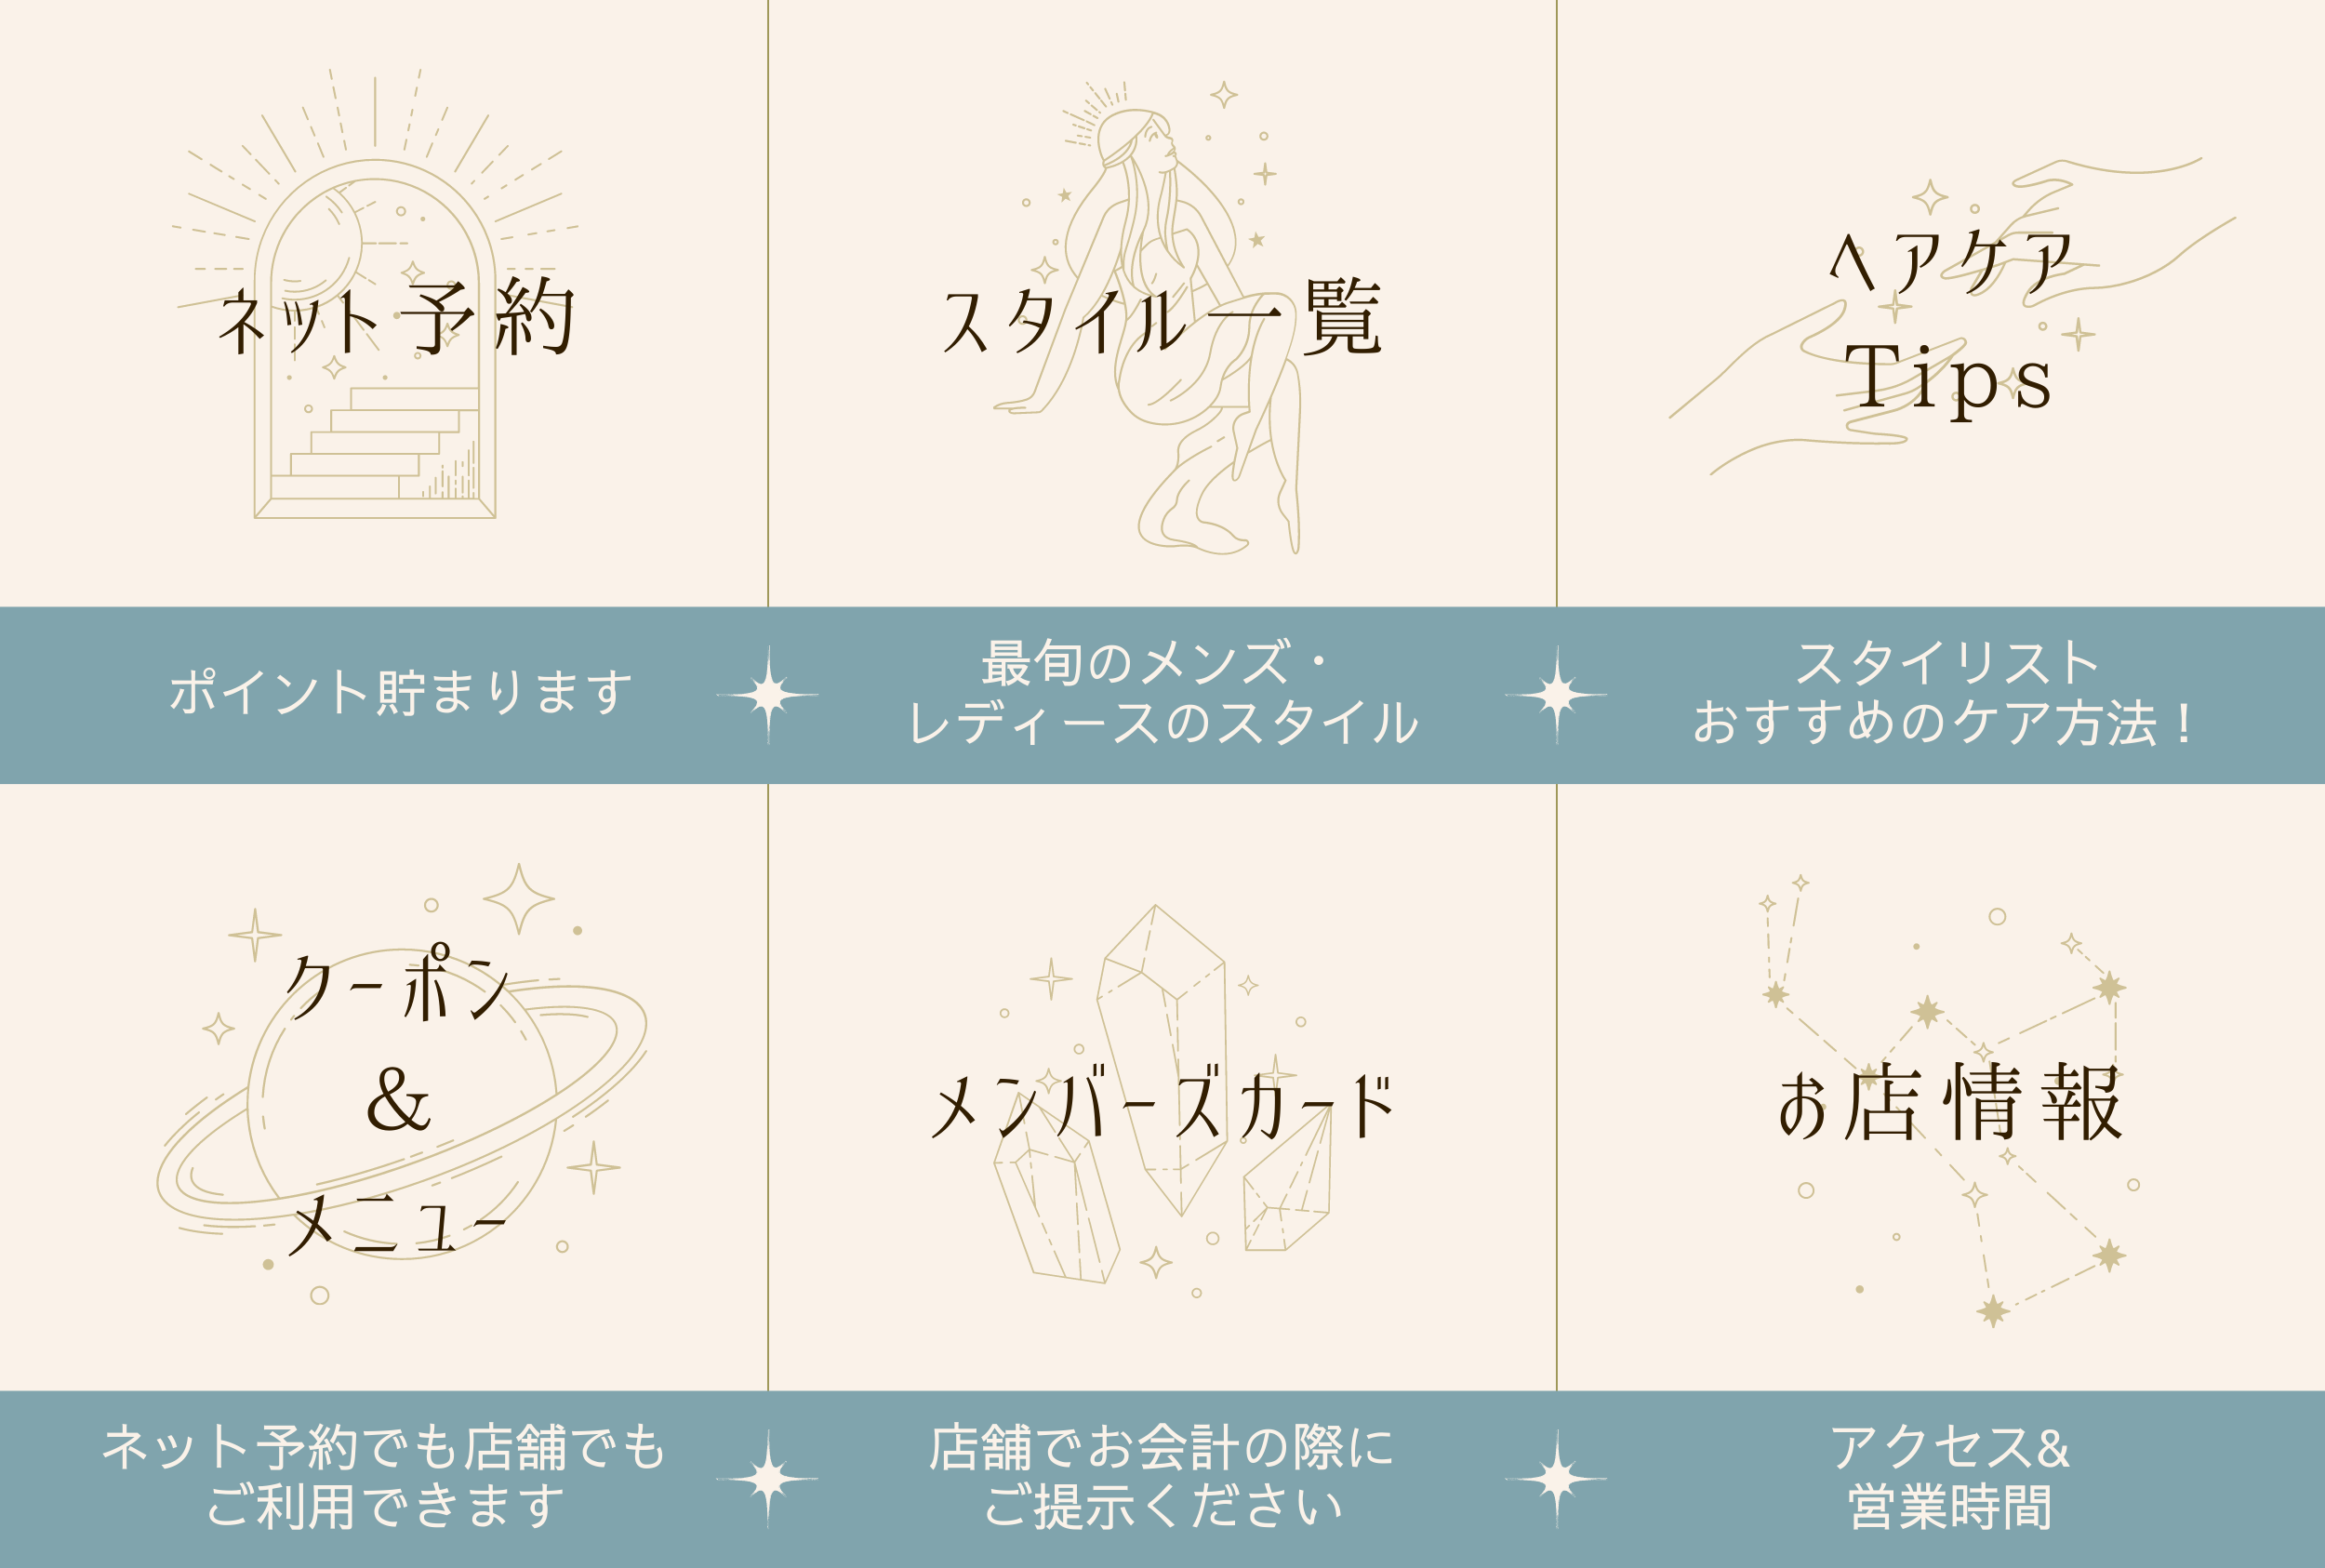 ネット予約
スタイル一覧
ヘアケア
Tips
ポイント貯まります
最旬のメンズ・
レディースのスタイル
スタイリスト
おすすめのケア方法！
クーポン
&
メニュー
メンバーズカード
お店情報
ネット予約でも店舗でも
ご利用できます
店舗でお会計の際に
ご提示ください
アクセス&
営業時間